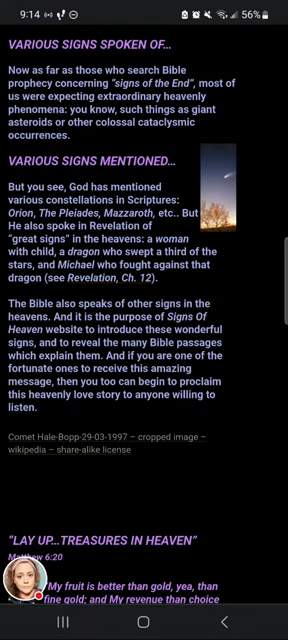 9:14
56%
VARIOUS SIGNS SPOKEN OF...
Now as far as those who search Bible
prophecy concerning "signs of the End", most of
us were expecting extraordinary heavenly
phenomena: you know, such things as giant
asteroids or other colossal cataclysmic
occurrences.
VARIOUS SIGNS MENTIONED...
But you see, God has mentioned
various constellations in Scriptures:
Orion, The Pleiades, Mazzaroth, etc.. But
He also spoke in Revelation of
"great signs" in the heavens: a woman
with child, a dragon who swept a third of the
stars, and Michael who fought against that
dragon (see Revelation, Ch. 12).
The Bible also speaks of other signs in the
heavens. And it is the purpose of Signs Of
Heaven website to introduce these wonderful
signs, and to reveal the many Bible passages
which explain them. And if you are one of the
fortunate ones to receive this amazing
message, then you too can begin to proclaim
this heavenly love story to anyone willing to
listen.
Comet Hale-Bopp-29-03-1997 – cropped image –
wikipedia – share-alike license
"LAY UP...TREASURES IN HEAVEN"
Matthew 6:20
"My fruit is better than gold, yea, than
fine gold; and My revenue than choice